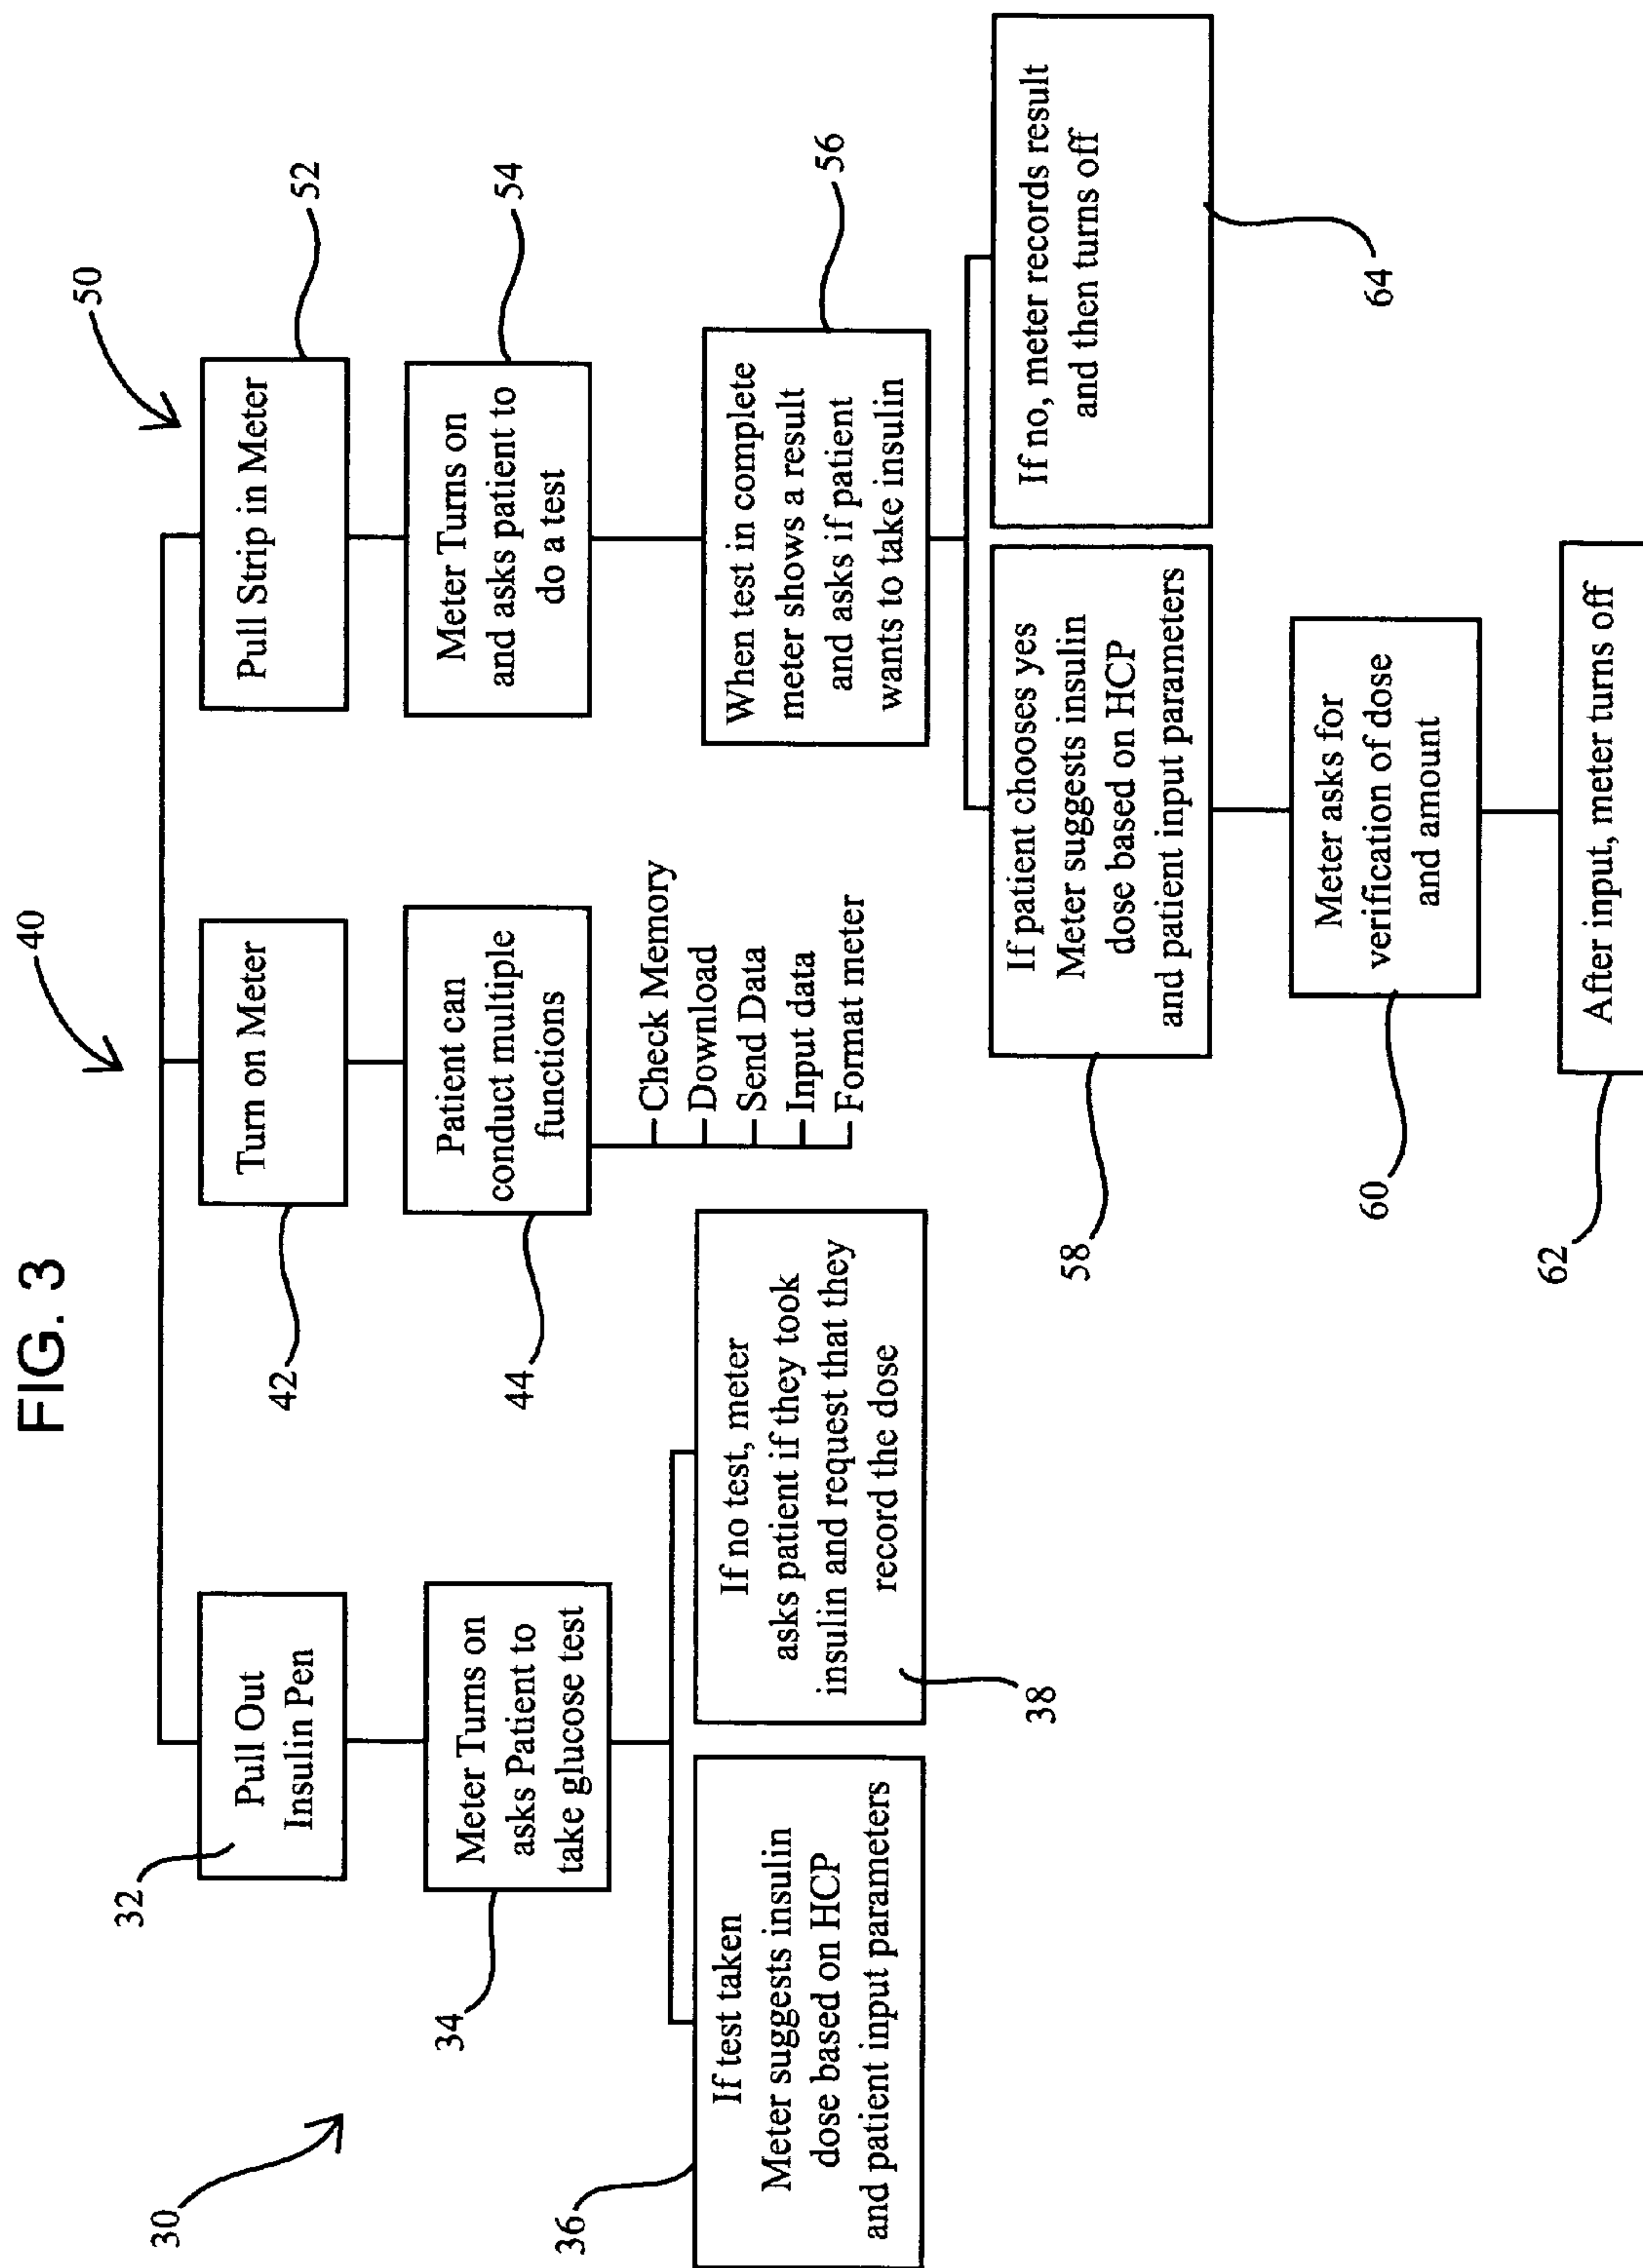 FIG. 3
30
32
Pull Out
Insulin Pen
34
Meter Turns on
asks Patient to
take glucose test
36
If test taken
Meter suggests insulin
dose based on HCP
and patient input parameters
38
If no test, meter
asks patient if they took
insulin and request that they
record the dose
40
42
Turn on Meter
44
Patient can
conduct multiple
functions
Check Memory
Download
Send Data
Input data
Format meter
50
52
Pull Strip in Meter
54
Meter Turns on
and asks patient to
do a test
56
When test in complete
meter shows a result
and asks if patient
wants to take insulin
58
If patient chooses yes
Meter suggests insulin
dose based on HCP
and patient input parameters
60
Meter asks for
verification of dose
and amount
62
After input, meter turns off
64
If no, meter records result
and then turns off